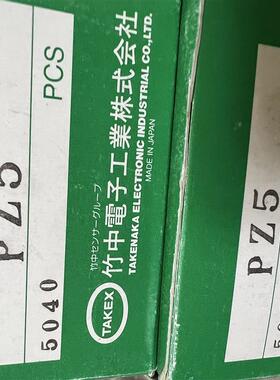 PZ5
5040
PCS
TAKEX
竹中センサーグループ
竹中電子工業株式会社
TAKENAKA ELECTRONIC INDUSTRIAL CO.,LTD.
MADE IN JAPAN
PZ5